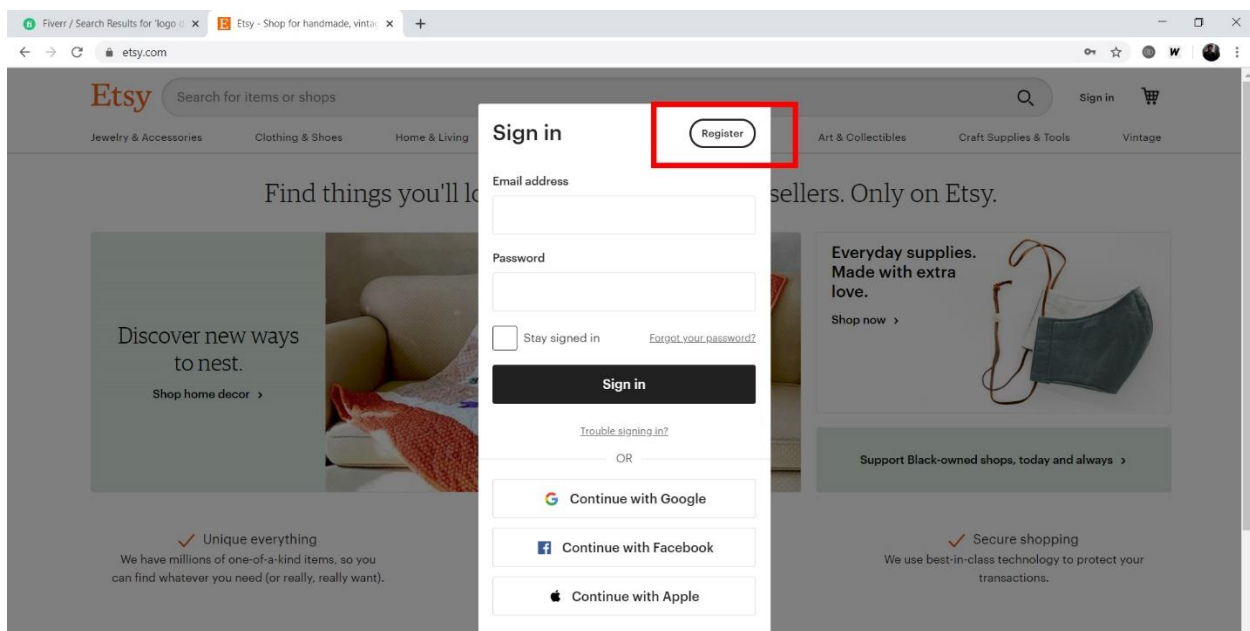 Fiverr / Search Results for 'logo d
Etsy - Shop for handmade, vintag
etsy.com
W
Etsy
Search for items or shops
Sign in
Jewelry & Accessories
Clothing & Shoes
Home & Living
Art & Collectibles
Craft Supplies & Tools
Vintage
Sign in
Register
Find things you'll lo
sellers. Only on Etsy.
Email address
Password
Stay signed in
Forgot your password?
Sign in
Trouble signing in?
OR
Continue with Google
Continue with Facebook
Continue with Apple
Discover new ways
to nest.
Shop home decor >
Everyday supplies.
Made with extra
love.
Shop now >
Support Black-owned shops, today and always >
Unique everything
We have millions of one-of-a-kind items, so you
can find whatever you need (or really, really want).
Secure shopping
We use best-in-class technology to protect your
transactions.